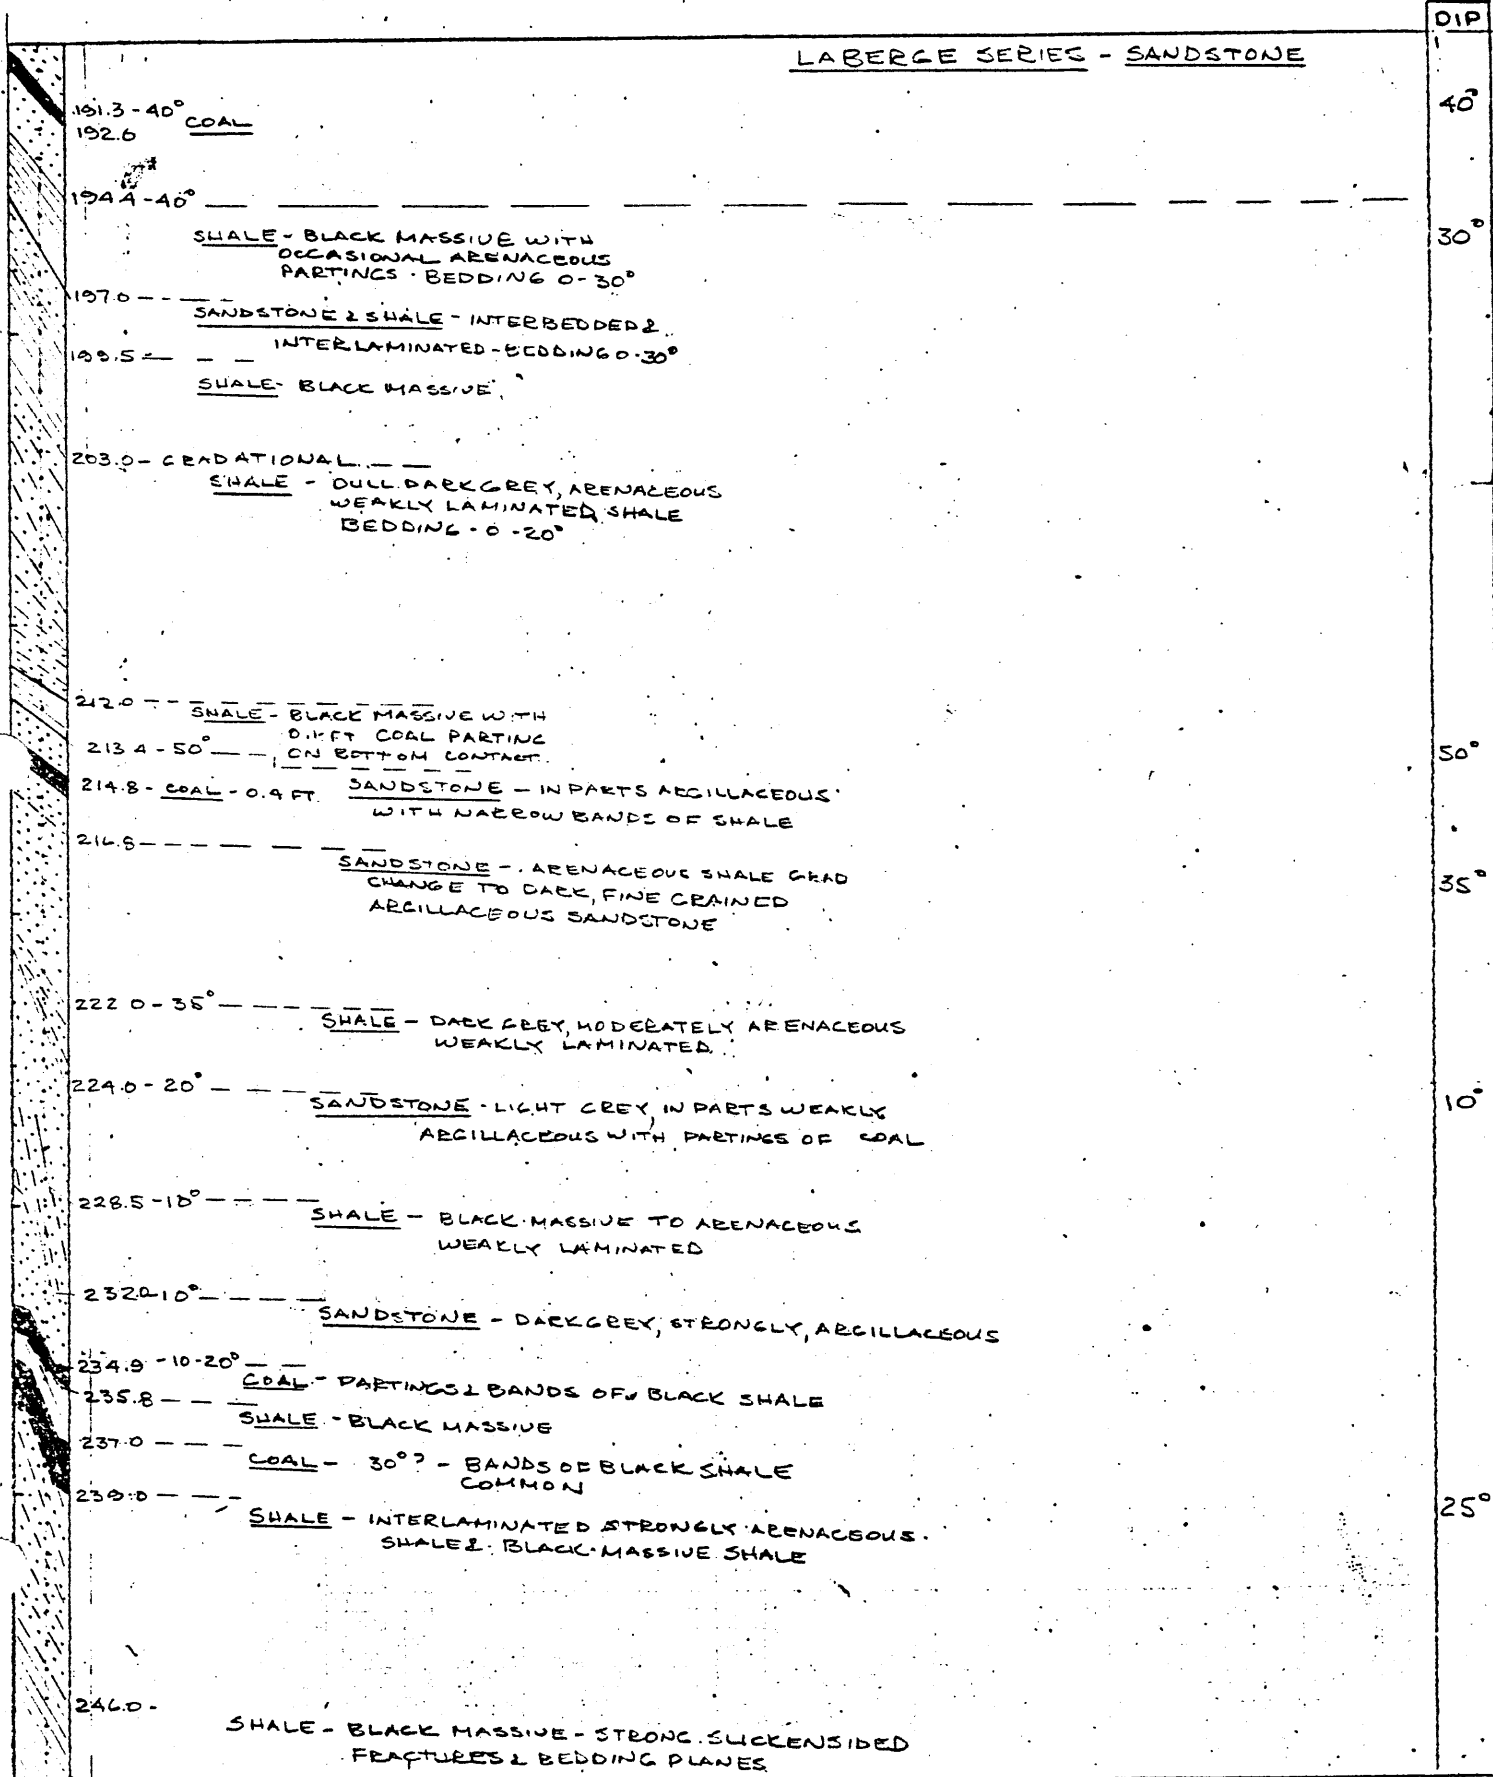 DIP
LABERGE SERIES - SANDSTONE
191.3 - 40° COAL
192.6
40°
194.4 - 40°
SHALE - BLACK MASSIVE WITH
OCCASIONAL ARENACEOUS
PARTINGS · BEDDING 0-30°
30°
197.0
SANDSTONE & SHALE - INTERBEDDED &
INTERLAMINATED - BEDDING 0-30°
199.5
SHALE - BLACK MASSIVE
203.0 - GRADATIONAL
SHALE - DULL DARK GREY, ARENACEOUS
WEAKLY LAMINATED SHALE
BEDDING - 0 - 20°
212.0
SHALE - BLACK MASSIVE WITH
0.1 FT COAL PARTING
213.4 - 50° ON BOTTOM CONTACT
50°
214.8 - COAL - 0.4 FT. SANDSTONE - IN PARTS ARGILLACEOUS
WITH NARROW BANDS OF SHALE
216.8
SANDSTONE - ARENACEOUS SHALE GRAD
CHANGE TO DARK, FINE GRAINED
ARGILLACEOUS SANDSTONE
35°
222.0 - 35°
SHALE - DARK GREY, MODERATELY ARENACEOUS
WEAKLY LAMINATED
224.0 - 20°
SANDSTONE - LIGHT GREY, IN PARTS WEAKLY
ARGILLACEOUS WITH PARTINGS OF COAL
10°
228.5 - 10°
SHALE - BLACK MASSIVE TO ARENACEOUS
WEAKLY LAMINATED
232.0 - 10°
SANDSTONE - DARK GREY, STRONGLY, ARGILLACEOUS
234.9 - 10-20°
COAL - PARTINGS & BANDS OF BLACK SHALE
235.8
SHALE - BLACK MASSIVE
237.0
COAL - 30°? - BANDS OF BLACK SHALE
COMMON
239.0
SHALE - INTERLAMINATED STRONGLY ARENACEOUS
SHALE & BLACK MASSIVE SHALE
25°
246.0 -
SHALE - BLACK MASSIVE - STRONG SLICKENSIDED
FRACTURES & BEDDING PLANES